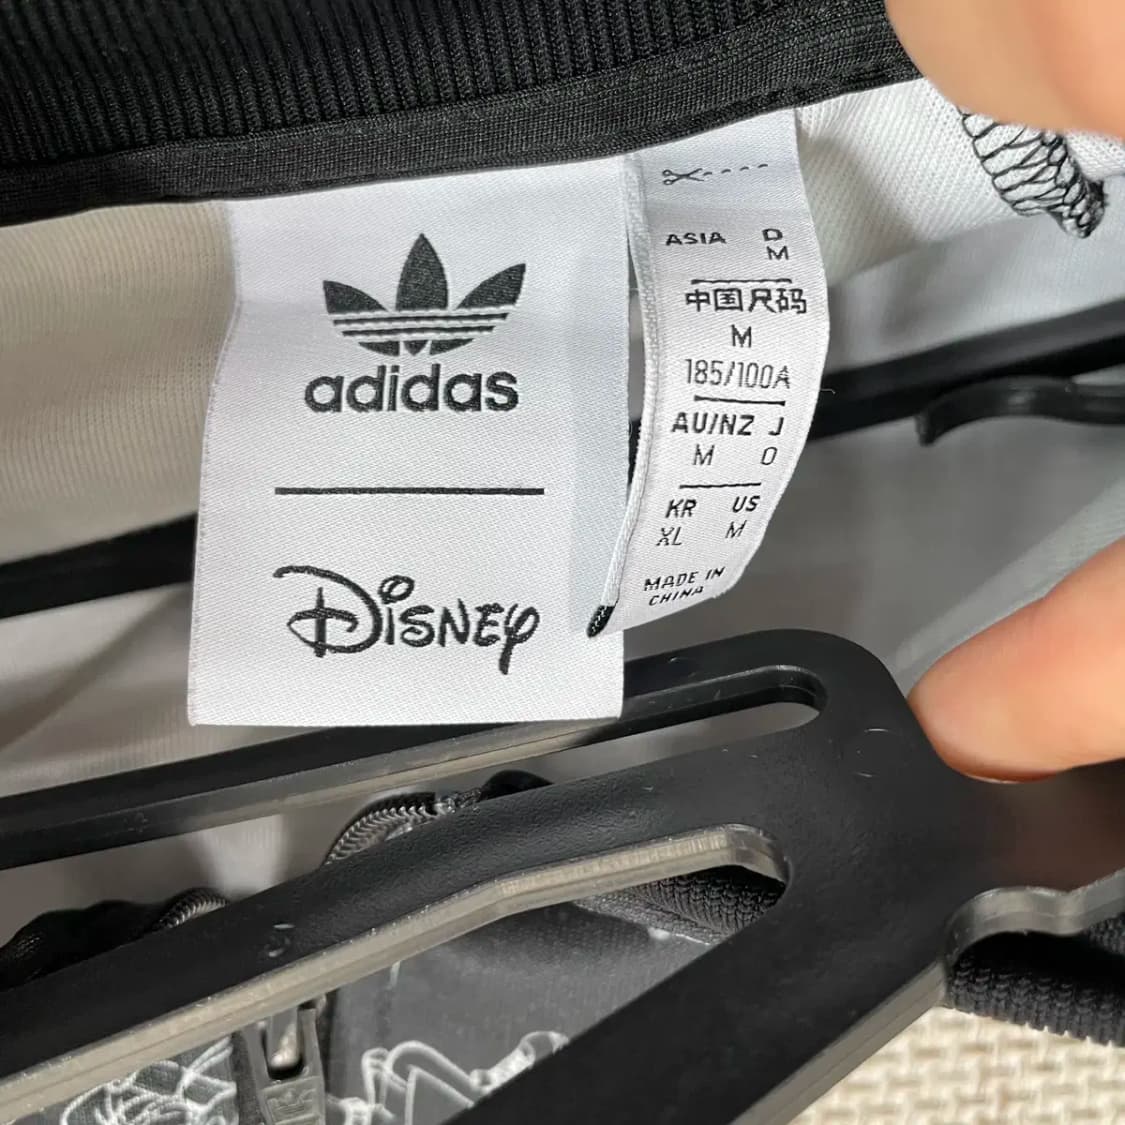 adidas
Disney
ASIA D
M
中国尺码
M
185/100A
AU/NZ J
M O
KR US
XL M
MADE IN
CHINA